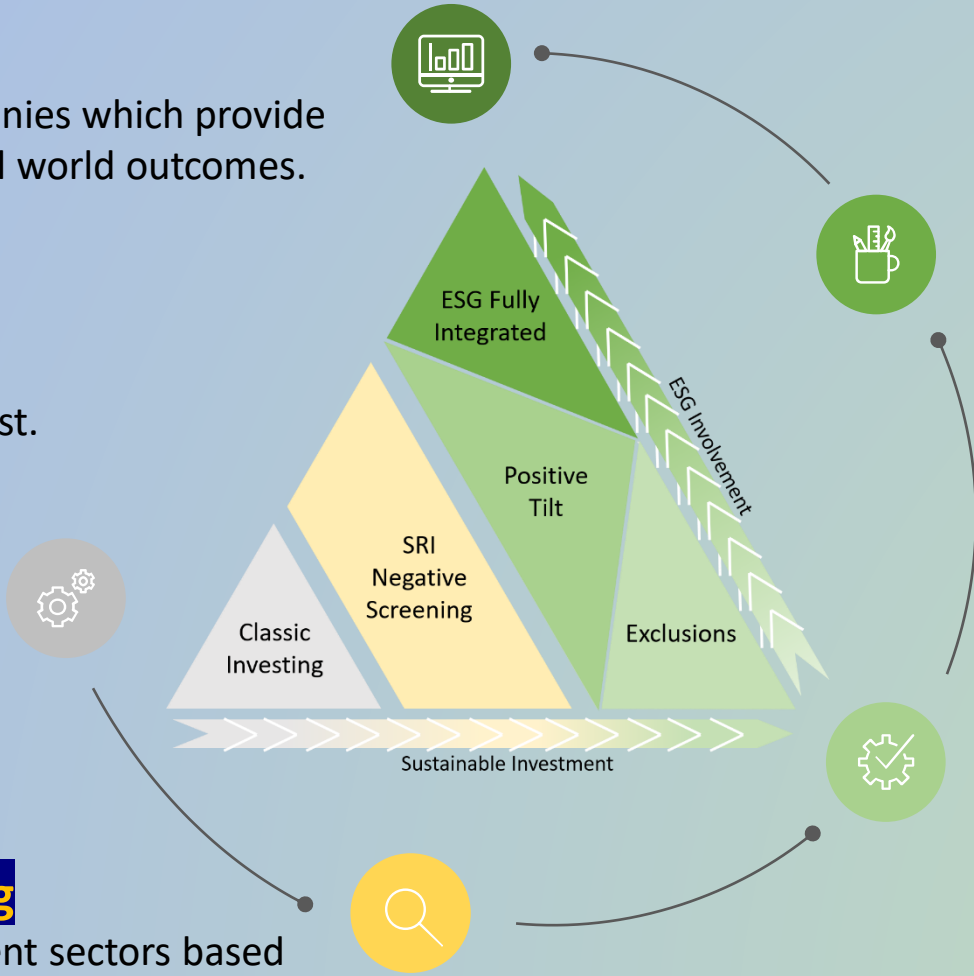 nies which provide
world outcomes.
ESG Fully
Integrated
ESG Involvement
st.
Positive
Tilt
SRI
Negative
Screening
Classic
Investing
Exclusions
Sustainable Investment
g
nt sectors based